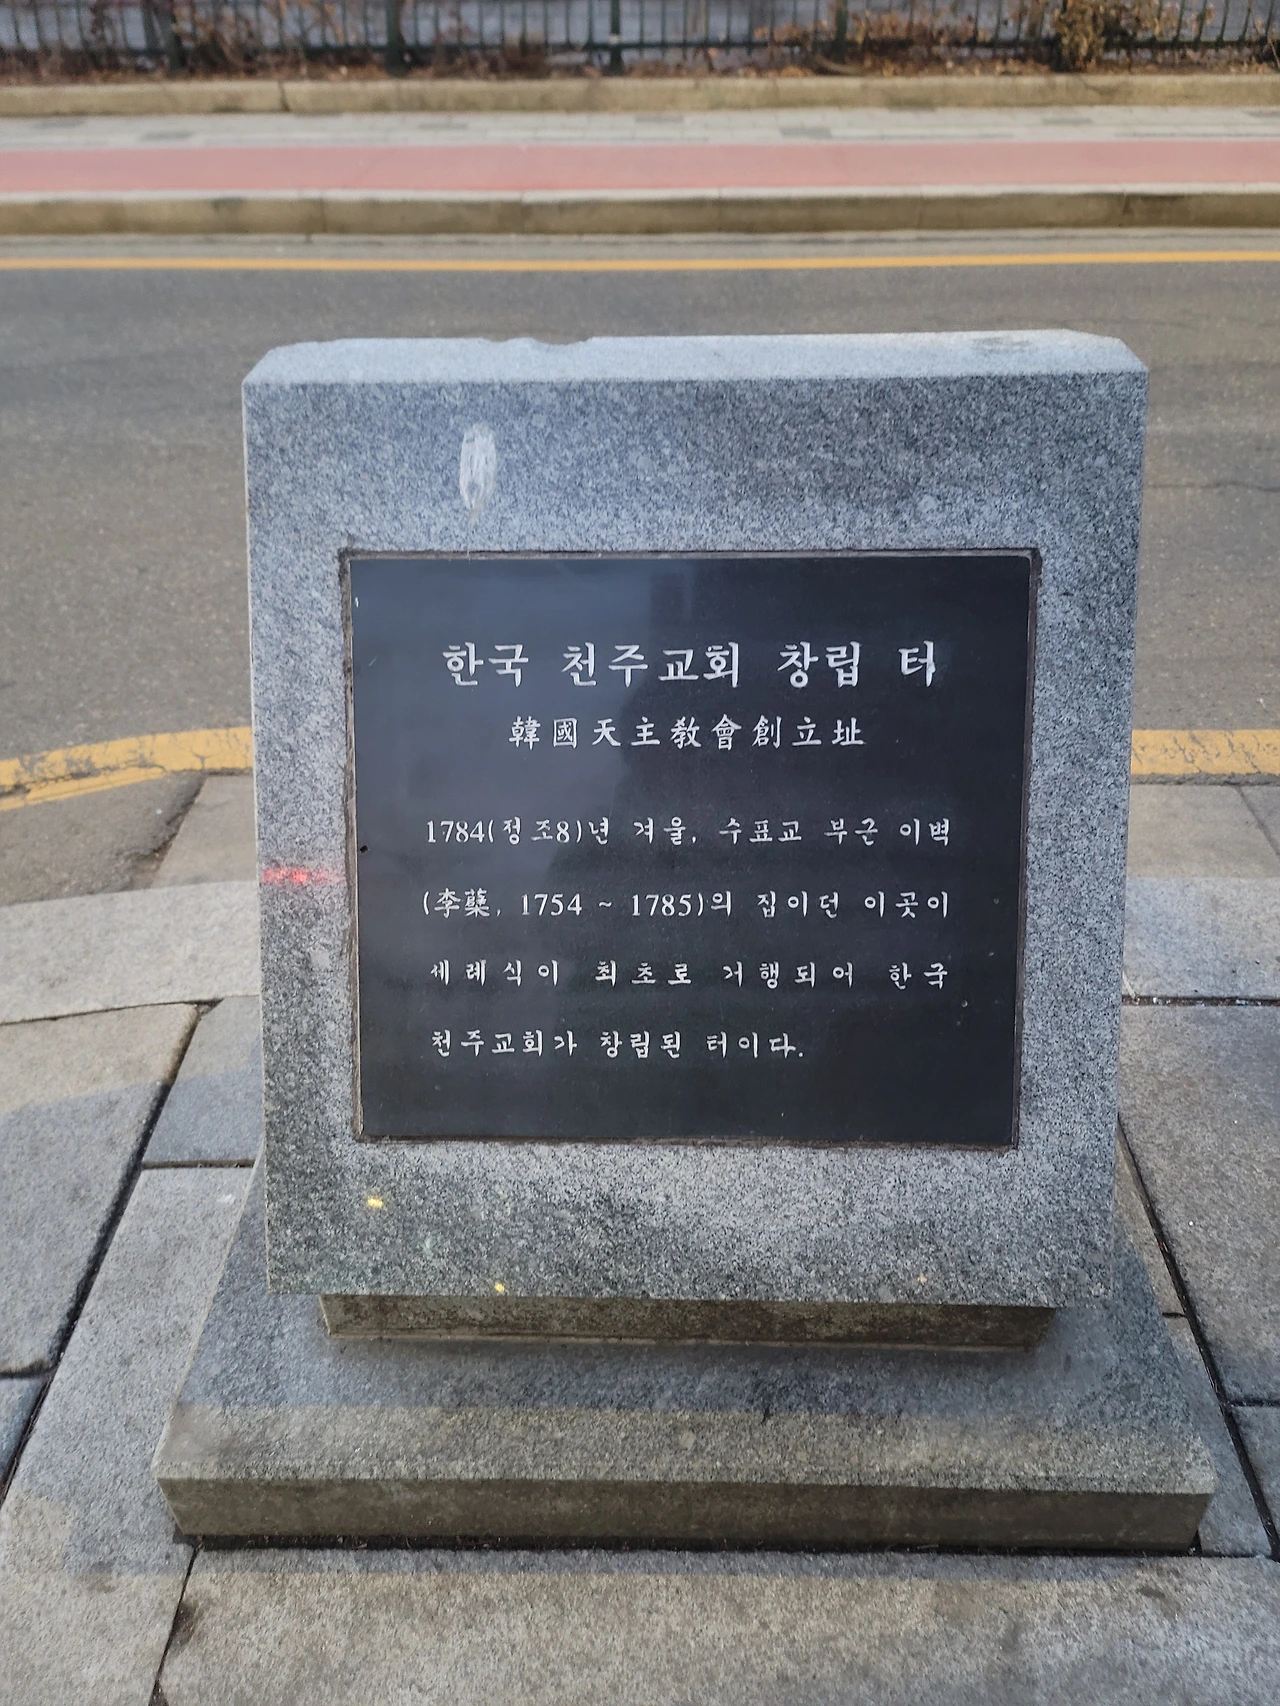 한국 천주교회 창립 터
韓國天主敎會創立址
1784(정조8)년 겨울, 수표교 부근 이벽
(李蘗, 1754 ~ 1785)의 집이던 이곳이
세례식이 최초로 거행되어 한국
천주교회가 창립된 터이다.